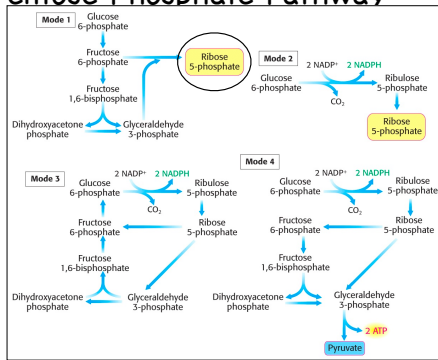 Mode 1
Glucose
6-phosphate
Fructose
6-phosphate
Fructose
1,6-bisphosphate
Dihydroxyacetone
phosphate
Glyceraldehyde
3-phosphate
Ribose
5-phosphate
Mode 2
2 NADP⁺
2 NADPH
Glucose
6-phosphate
CO₂
Ribulose
5-phosphate
Ribose
5-phosphate
Mode 3
2 NADP⁺
2 NADPH
Glucose
6-phosphate
CO₂
Ribulose
5-phosphate
Fructose
6-phosphate
Ribose
5-phosphate
Fructose
1,6-bisphosphate
Dihydroxyacetone
phosphate
Glyceraldehyde
3-phosphate
Mode 4
2 NADP⁺
2 NADPH
Glucose
6-phosphate
CO₂
Ribulose
5-phosphate
Fructose
6-phosphate
Ribose
5-phosphate
Fructose
1,6-bisphosphate
Dihydroxyacetone
phosphate
Glyceraldehyde
3-phosphate
2 ATP
Pyruvate